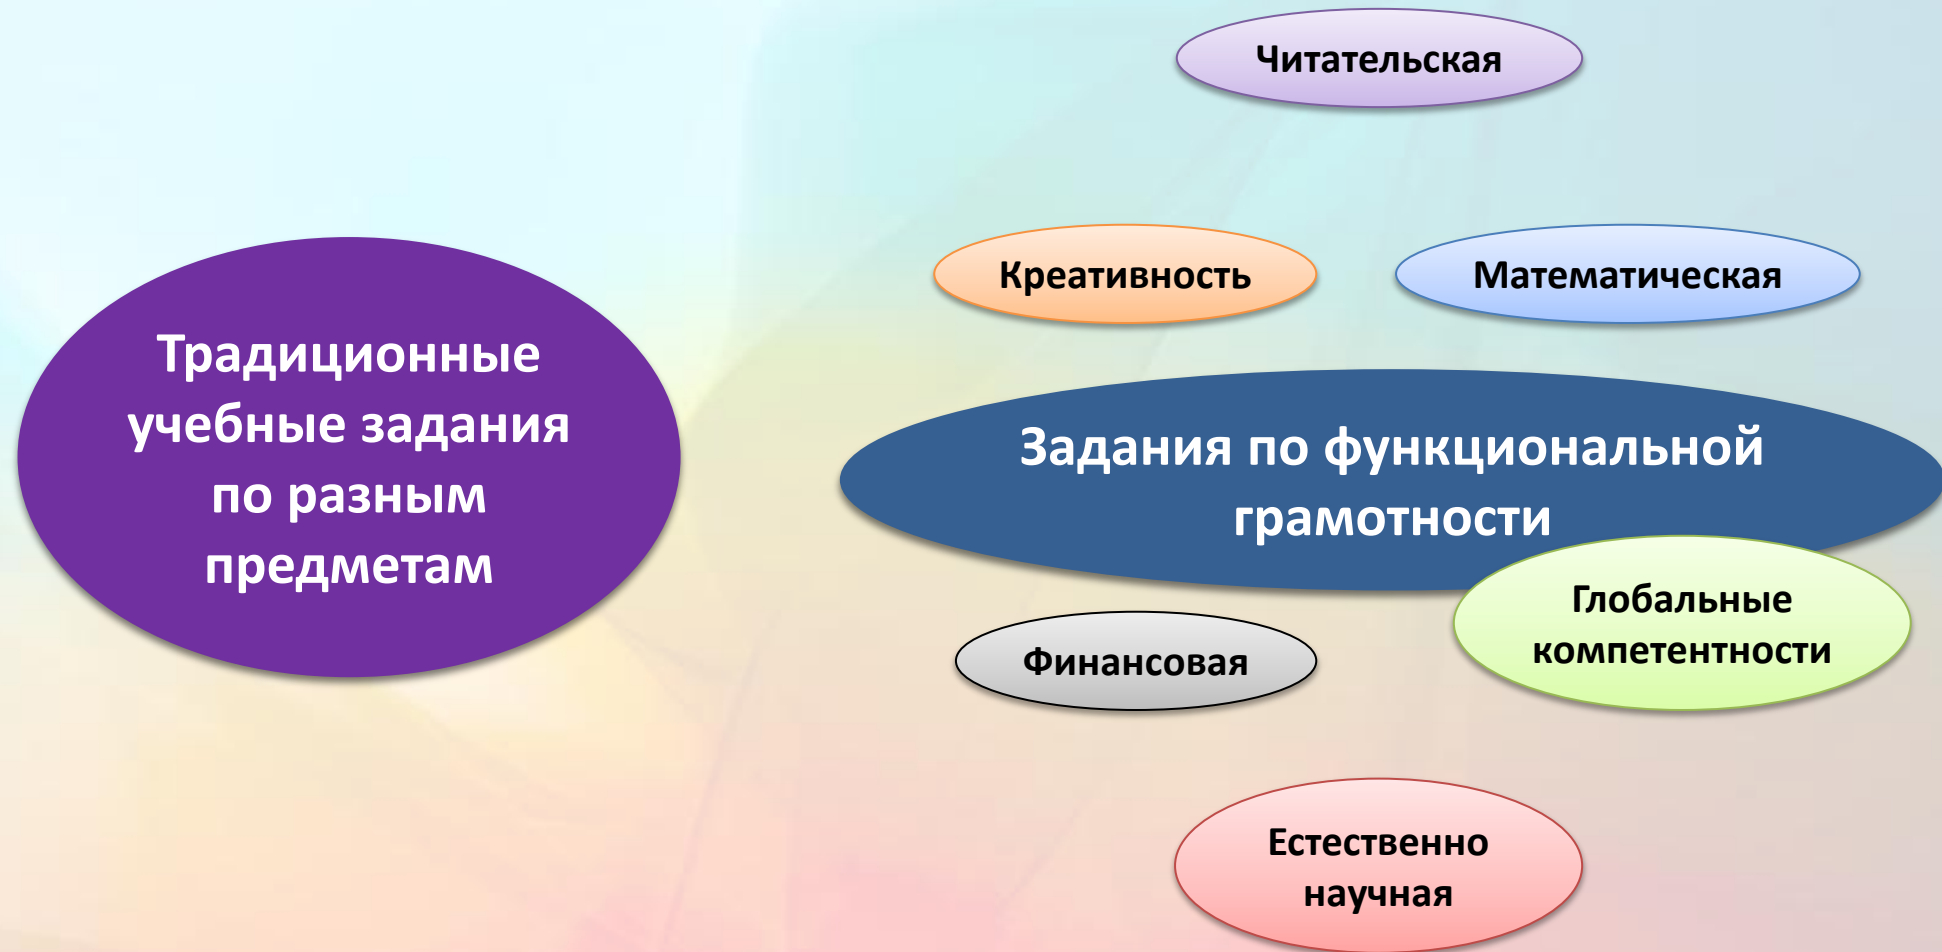 Читательская
Креативность
Математическая
Традиционные
учебные задания
по разным
предметам
Задания по функциональной
грамотности
Глобальные
компетентности
Финансовая
Естественно
научная